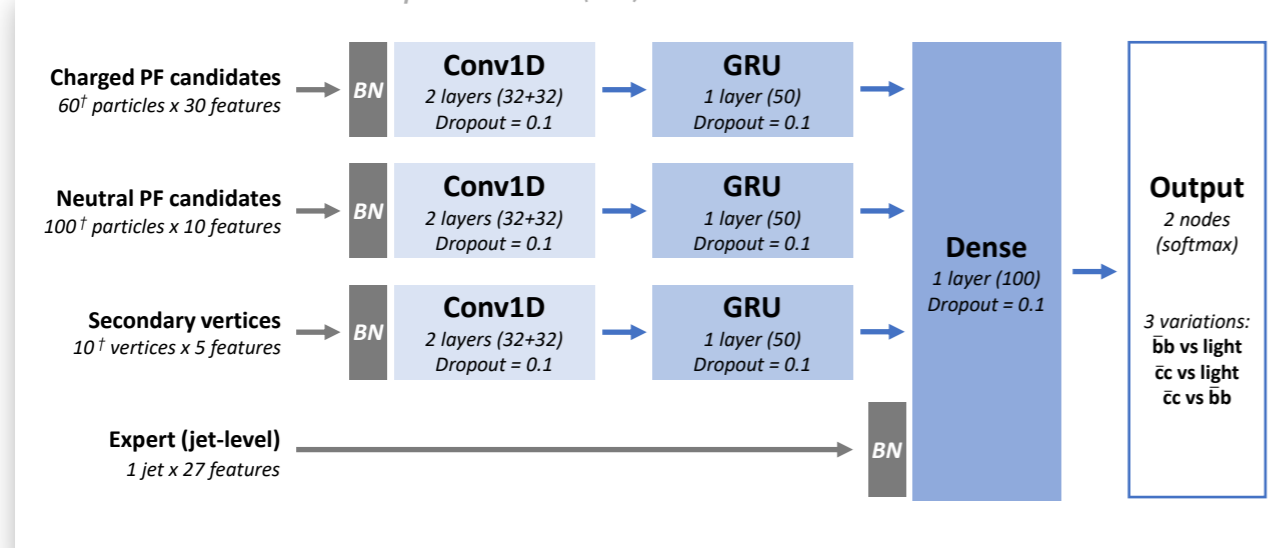 Charged PF candidates
60† particles x 30 features
BN
Conv1D
2 layers (32+32)
Dropout = 0.1
GRU
1 layer (50)
Dropout = 0.1
Neutral PF candidates
100† particles x 10 features
BN
Conv1D
2 layers (32+32)
Dropout = 0.1
GRU
1 layer (50)
Dropout = 0.1
Secondary vertices
10† vertices x 5 features
BN
Conv1D
2 layers (32+32)
Dropout = 0.1
GRU
1 layer (50)
Dropout = 0.1
Expert (jet-level)
1 jet x 27 features
BN
Dense
1 layer (100)
Dropout = 0.1
Output
2 nodes
(softmax)
3 variations:
b̄b vs light
c̄c vs light
c̄c vs b̄b